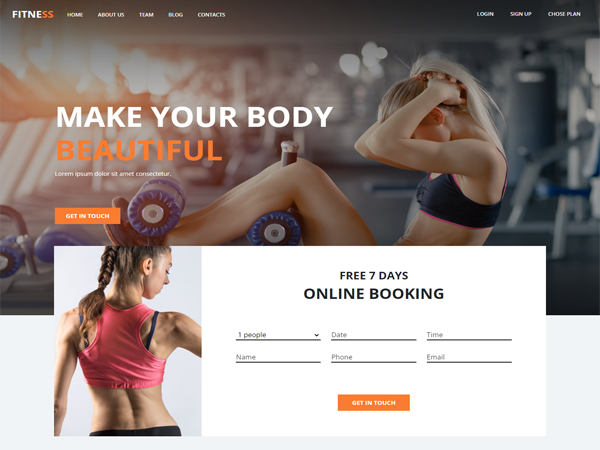 FITNESS HOME ABOUT US TEAM BLOG CONTACTS LOGIN SIGN UP CHOSE PLAN
MAKE YOUR BODY
BEAUTIFUL
Lorem ipsum dolor sit amet consectetur.
GET IN TOUCH
FREE 7 DAYS
ONLINE BOOKING
1 people Date Time
Name Phone Email
GET IN TOUCH